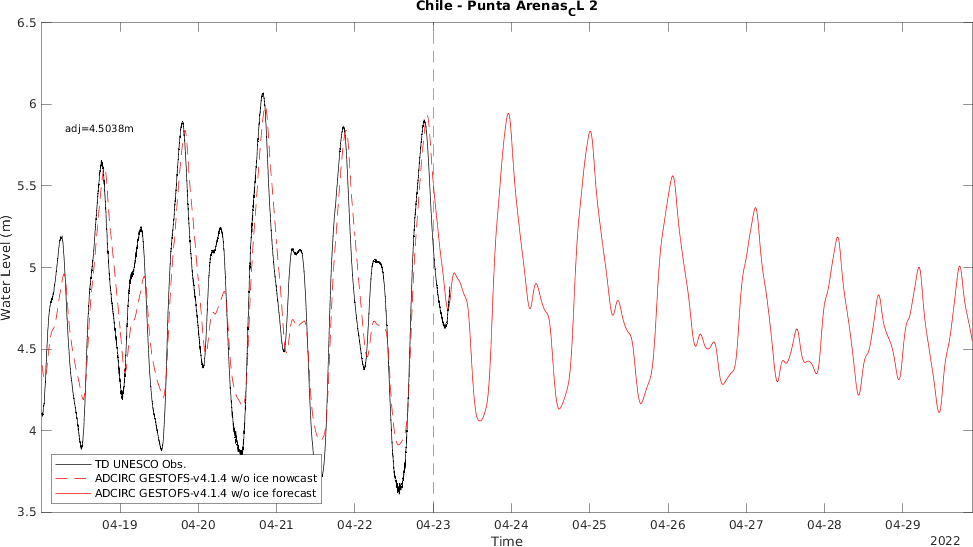 Chile - Punta Arenas_CL 2
6.5
6
adj=4.5038m
5.5
5
4.5
4
3.5
Water Level (m)
TD UNESCO Obs.
ADCIRC GESTOFS-v4.1.4 w/o ice nowcast
ADCIRC GESTOFS-v4.1.4 w/o ice forecast
04-19 04-20 04-21 04-22 04-23 04-24 04-25 04-26 04-27 04-28 04-29
Time
2022